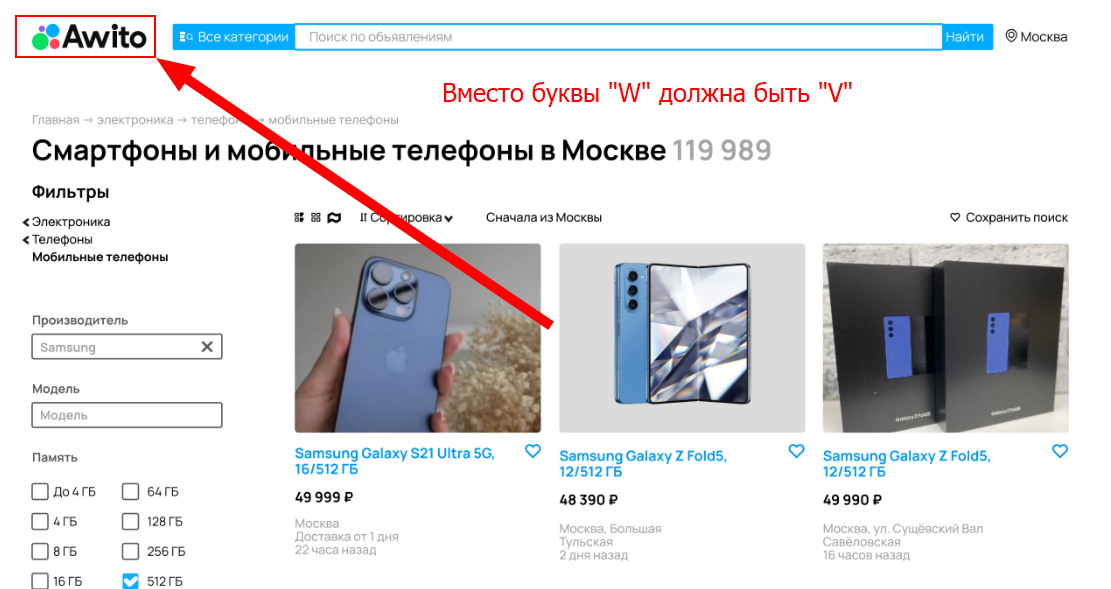 Awito
Все категории
Поиск по объявлениям
Найти
Москва
Вместо буквы "W" должна быть "V"
Главная → электроника → телефоны → мобильные телефоны
Смартфоны и мобильные телефоны в Москве 119 989
Фильтры
Электроника
Телефоны
Мобильные телефоны
Сортировка
Сначала из Москвы
Сохранить поиск
Производитель
Samsung
Модель
Модель
Память
До 4 ГБ
64 ГБ
4 ГБ
128 ГБ
8 ГБ
256 ГБ
16 ГБ
512 ГБ
Samsung Galaxy S21 Ultra 5G,
16/512 ГБ
49 999 ₽
Москва
Доставка от 1 дня
22 часа назад
Samsung Galaxy Z Fold5,
12/512 ГБ
48 390 ₽
Москва, Большая
Тульская
2 дня назад
Galaxy Z Fold5
Galaxy Z Fold5
Samsung Galaxy Z Fold5,
12/512 ГБ
49 990 ₽
Москва, ул. Сущёвский Вал
Савёловская
16 часов назад